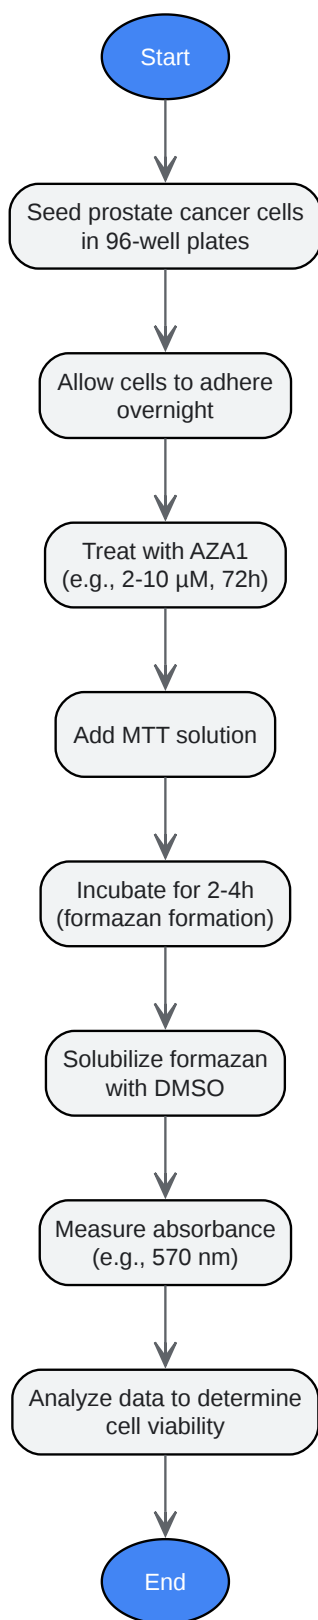 Start
Seed prostate cancer cells
in 96-well plates
Allow cells to adhere
overnight
Treat with AZA1
(e.g., 2-10 µM, 72h)
Add MTT solution
Incubate for 2-4h
(formazan formation)
Solubilize formazan
with DMSO
Measure absorbance
(e.g., 570 nm)
Analyze data to determine
cell viability
End